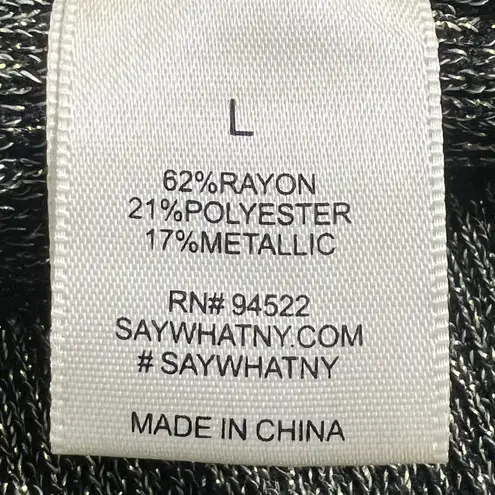 L
62%RAYON
21%POLYESTER
17%METALLIC
RN# 94522
SAYWHATNY.COM
# SAYWHATNY
MADE IN CHINA